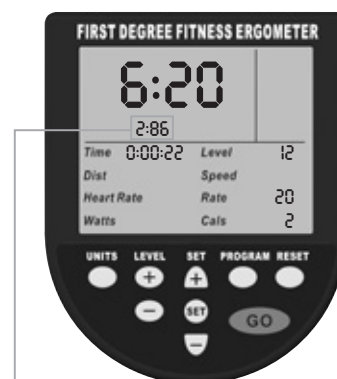 FIRST DEGREE FITNESS ERGOMETER
6:20
2:86
Time 0:00:22 Level 12
Dist Speed
Heart Rate Rate 20
Watts Cals 2
UNITS LEVEL SET PROGRAM RESET
+ +
− SET GO
−